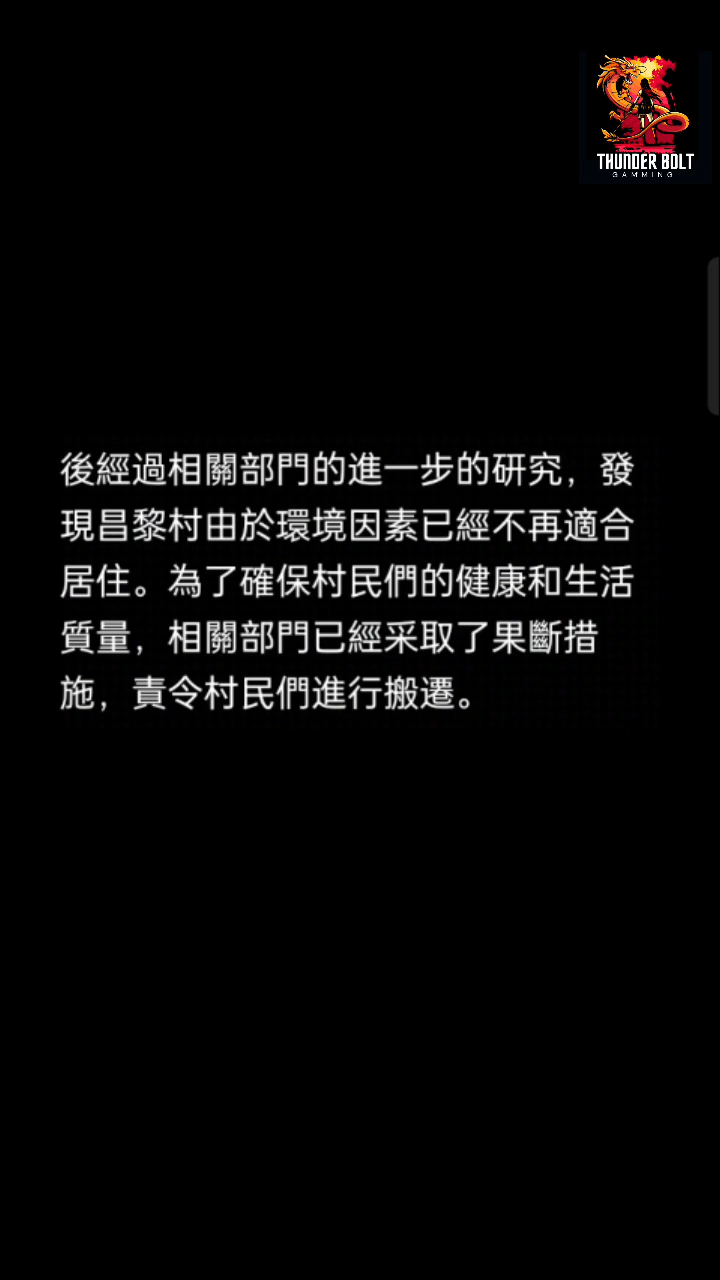 THUNDER BOLT
GAMMING
後經過相關部門的進一步的研究，發
現昌黎村由於環境因素已經不再適合
居住。為了確保村民們的健康和生活
質量，相關部門已經采取了果斷措
施，責令村民們進行搬遷。